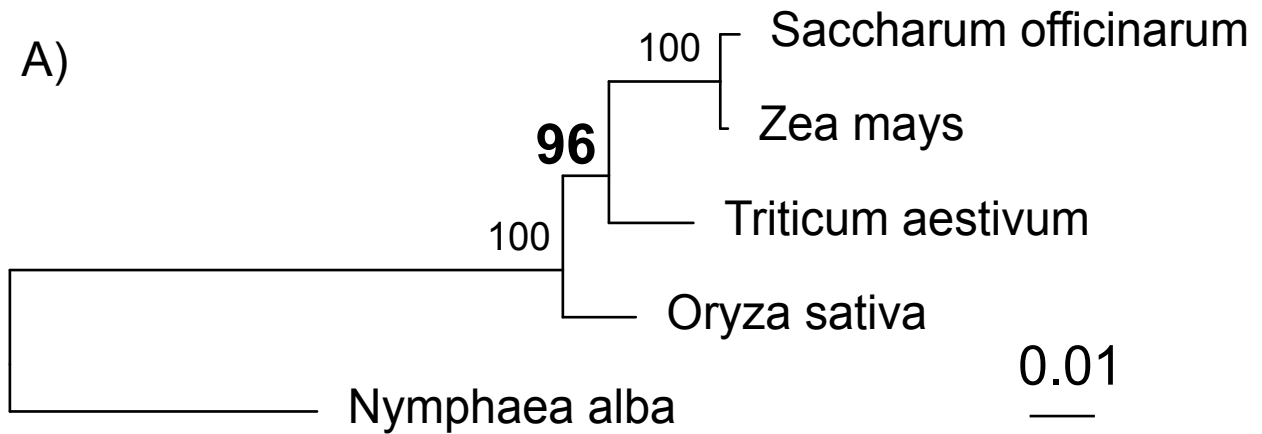 A)
100
Saccharum officinarum
Zea mays
96
Triticum aestivum
100
Oryza sativa
0.01
Nymphaea alba